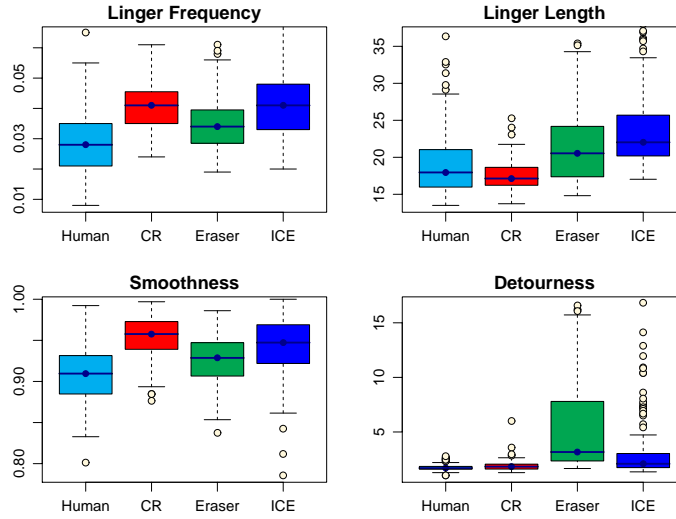 Linger Frequency
0.05
0.03
0.01
Human CR Eraser ICE
Linger Length
35
30
25
20
15
Human CR Eraser ICE
Smoothness
1.00
0.90
0.80
Human CR Eraser ICE
Detourness
15
10
5
Human CR Eraser ICE